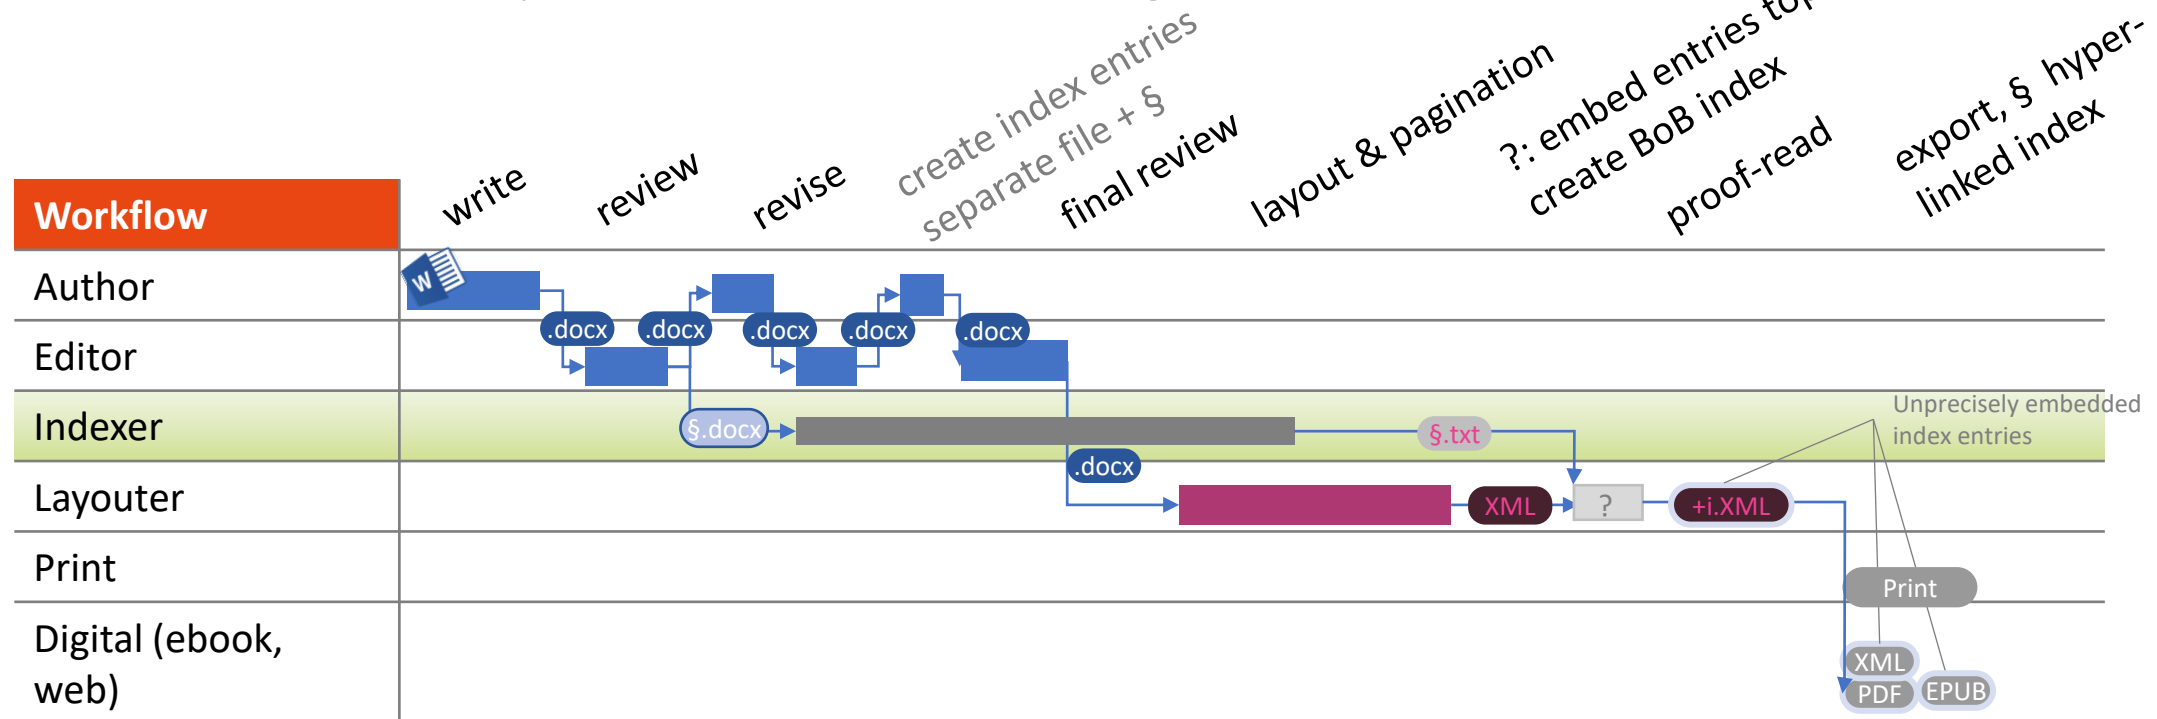 create index entries
separate file + §
?: embed entries
create BoB index
export, § hyper-
linked index
write
review
revise
final review
layout & pagination
proof-read
Workflow
Author
W
.docx
.docx
.docx
.docx
.docx
Editor
Indexer
§.docx
§.txt
Unprecisely embedded
index entries
.docx
Layouter
XML
?
+i.XML
Print
Print
Digital (ebook,
web)
XML
PDF
EPUB